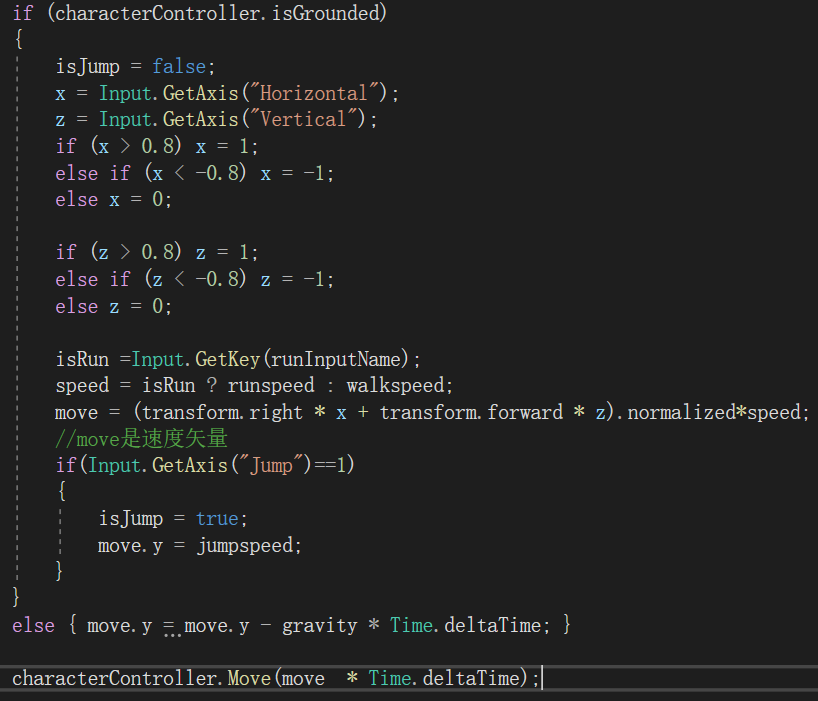 if (characterController.isGrounded)
{
isJump = false;
x = Input.GetAxis("Horizontal");
z = Input.GetAxis("Vertical");
if (x > 0.8) x = 1;
else if (x < -0.8) x = -1;
else x = 0;
if (z > 0.8) z = 1;
else if (z < -0.8) z = -1;
else z = 0;
isRun =Input.GetKey(runInputName);
speed = isRun ? runspeed : walkspeed;
move = (transform.right * x + transform.forward * z).normalized*speed;
//move是速度矢量
if(Input.GetAxis("Jump")==1)
{
isJump = true;
move.y = jumpspeed;
}
}
else { move.y = move.y - gravity * Time.deltaTime; }
characterController.Move(move  * Time.deltaTime);